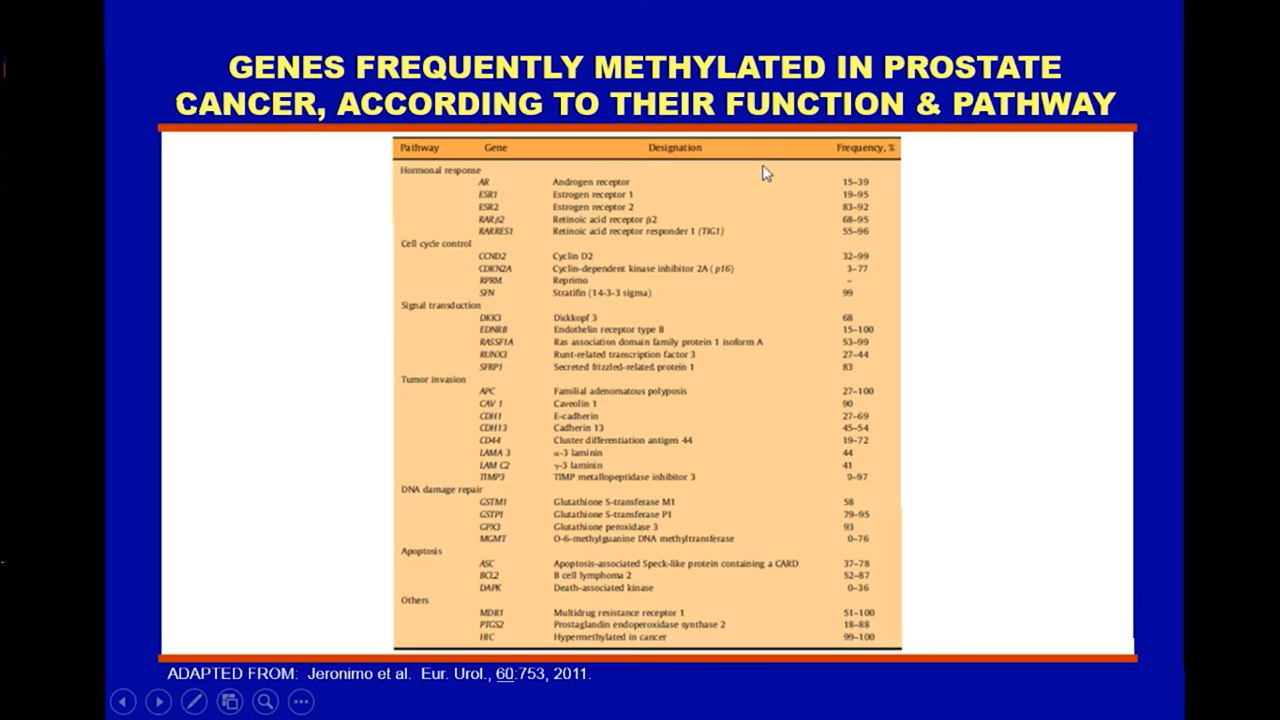 GENES FREQUENTLY METHYLATED IN PROSTATE
CANCER, ACCORDING TO THEIR FUNCTION & PATHWAY
Pathway Gene Designation Frequency, %
Hormonal response
AR Androgen receptor 15–39
ESR1 Estrogen receptor 1 19–95
ESR2 Estrogen receptor 2 83–92
RARβ2 Retinoic acid receptor β2 68–95
RARRES1 Retinoic acid receptor responder 1 (TIG1) 55–96
Cell cycle control
CCND2 Cyclin D2 32–99
CDKN2A Cyclin-dependent kinase inhibitor 2A (p16) 3–77
RPRM Reprimo –
SFN Stratifin (14-3-3 sigma) 99
Signal transduction
DKK3 Dickkopf 3 68
EDNRB Endothelin receptor type B 15–100
RASSF1A Ras association domain family protein 1 isoform A 53–99
RUNX3 Runt-related transcription factor 3 27–44
SFRP1 Secreted frizzled-related protein 1 83
Tumor invasion
APC Familial adenomatous polyposis 27–100
CAV 1 Caveolin 1 90
CDH1 E-cadherin 27–69
CDH13 Cadherin 13 45–54
CD44 Cluster differentiation antigen 44 19–72
LAMA 3 α-3 laminin 44
LAM C2 γ-3 laminin 41
TIMP3 TIMP metallopeptidase inhibitor 3 0–97
DNA damage repair
GSTM1 Glutathione S-transferase M1 58
GSTP1 Glutathione S-transferase P1 79–95
GPX3 Glutathione peroxidase 3 93
MGMT O-6-methylguanine DNA methyltransferase 0–76
Apoptosis
ASC Apoptosis-associated Speck-like protein containing a CARD 37–78
BCL2 B cell lymphoma 2 52–87
DAPK Death-associated kinase 0–36
Others
MDR1 Multidrug resistance receptor 1 51–100
PTGS2 Prostaglandin endoperoxidase synthase 2 18–88
HIC Hypermethylated in cancer 99–100
ADAPTED FROM: Jeronimo et al. Eur. Urol., 60:753, 2011.